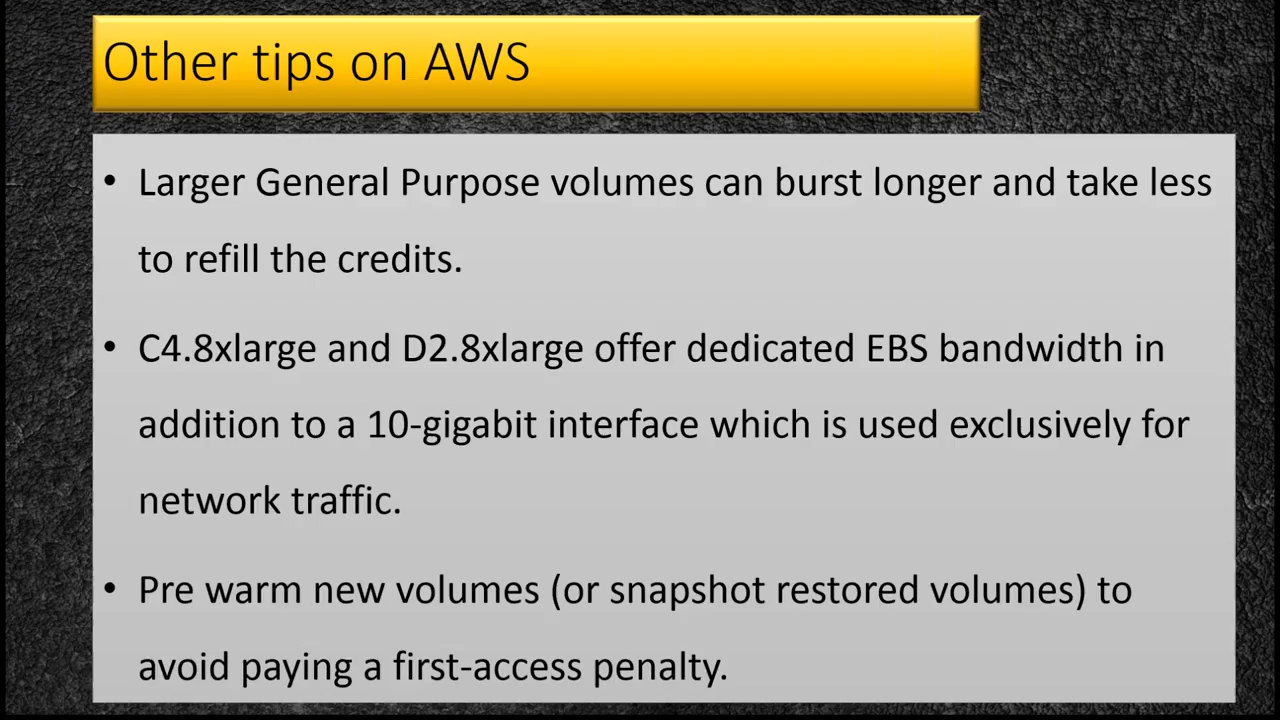 Other tips on AWS
• Larger General Purpose volumes can burst longer and take less
to refill the credits.
• C4.8xlarge and D2.8xlarge offer dedicated EBS bandwidth in
addition to a 10-gigabit interface which is used exclusively for
network traffic.
• Pre warm new volumes (or snapshot restored volumes) to
avoid paying a first-access penalty.